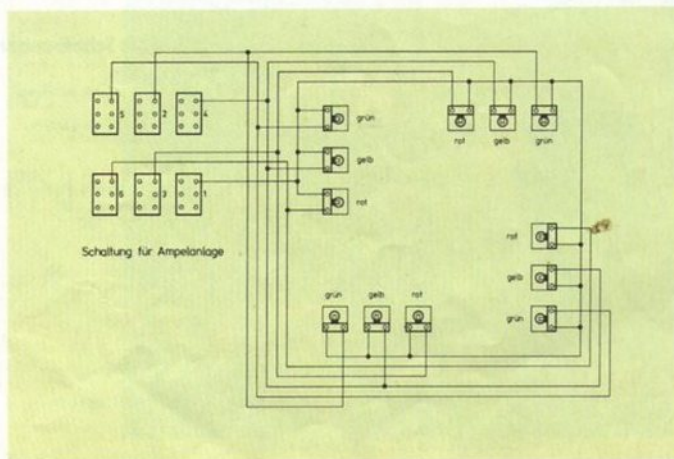 5 2 4
grün
rot gelb grün
gelb
6 3 1
rot
rot
Schaltung für Ampelanlage
gelb
grün gelb rot
grün